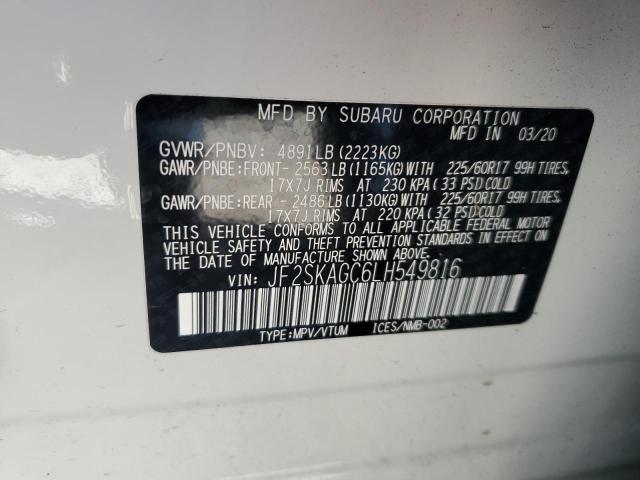 MFD BY SUBARU CORPORATION
MFD IN 03/20
GVWR/PNBV: 4891LB (2223KG)
GAWR/PNBE:FRONT- 2563LB (1165KG) WITH 225/60R17 99H TIRES,
17X7J RIMS AT 230 KPA (33 PSI) COLD
GAWR/PNBE:REAR - 2486LB (1130KG) WITH 225/60R17 99H TIRES,
17X7J RIMS AT 220 KPA (32 PSI) COLD
THIS VEHICLE CONFORMS TO ALL APPLICABLE FEDERAL MOTOR
VEHICLE SAFETY AND THEFT PREVENTION STANDARDS IN EFFECT
ON THE DATE OF MANUFACTURE SHOWN ABOVE.
VIN: JF2SKAGC6LH549816
TYPE:MPV/VTUM ICES/NMB-002